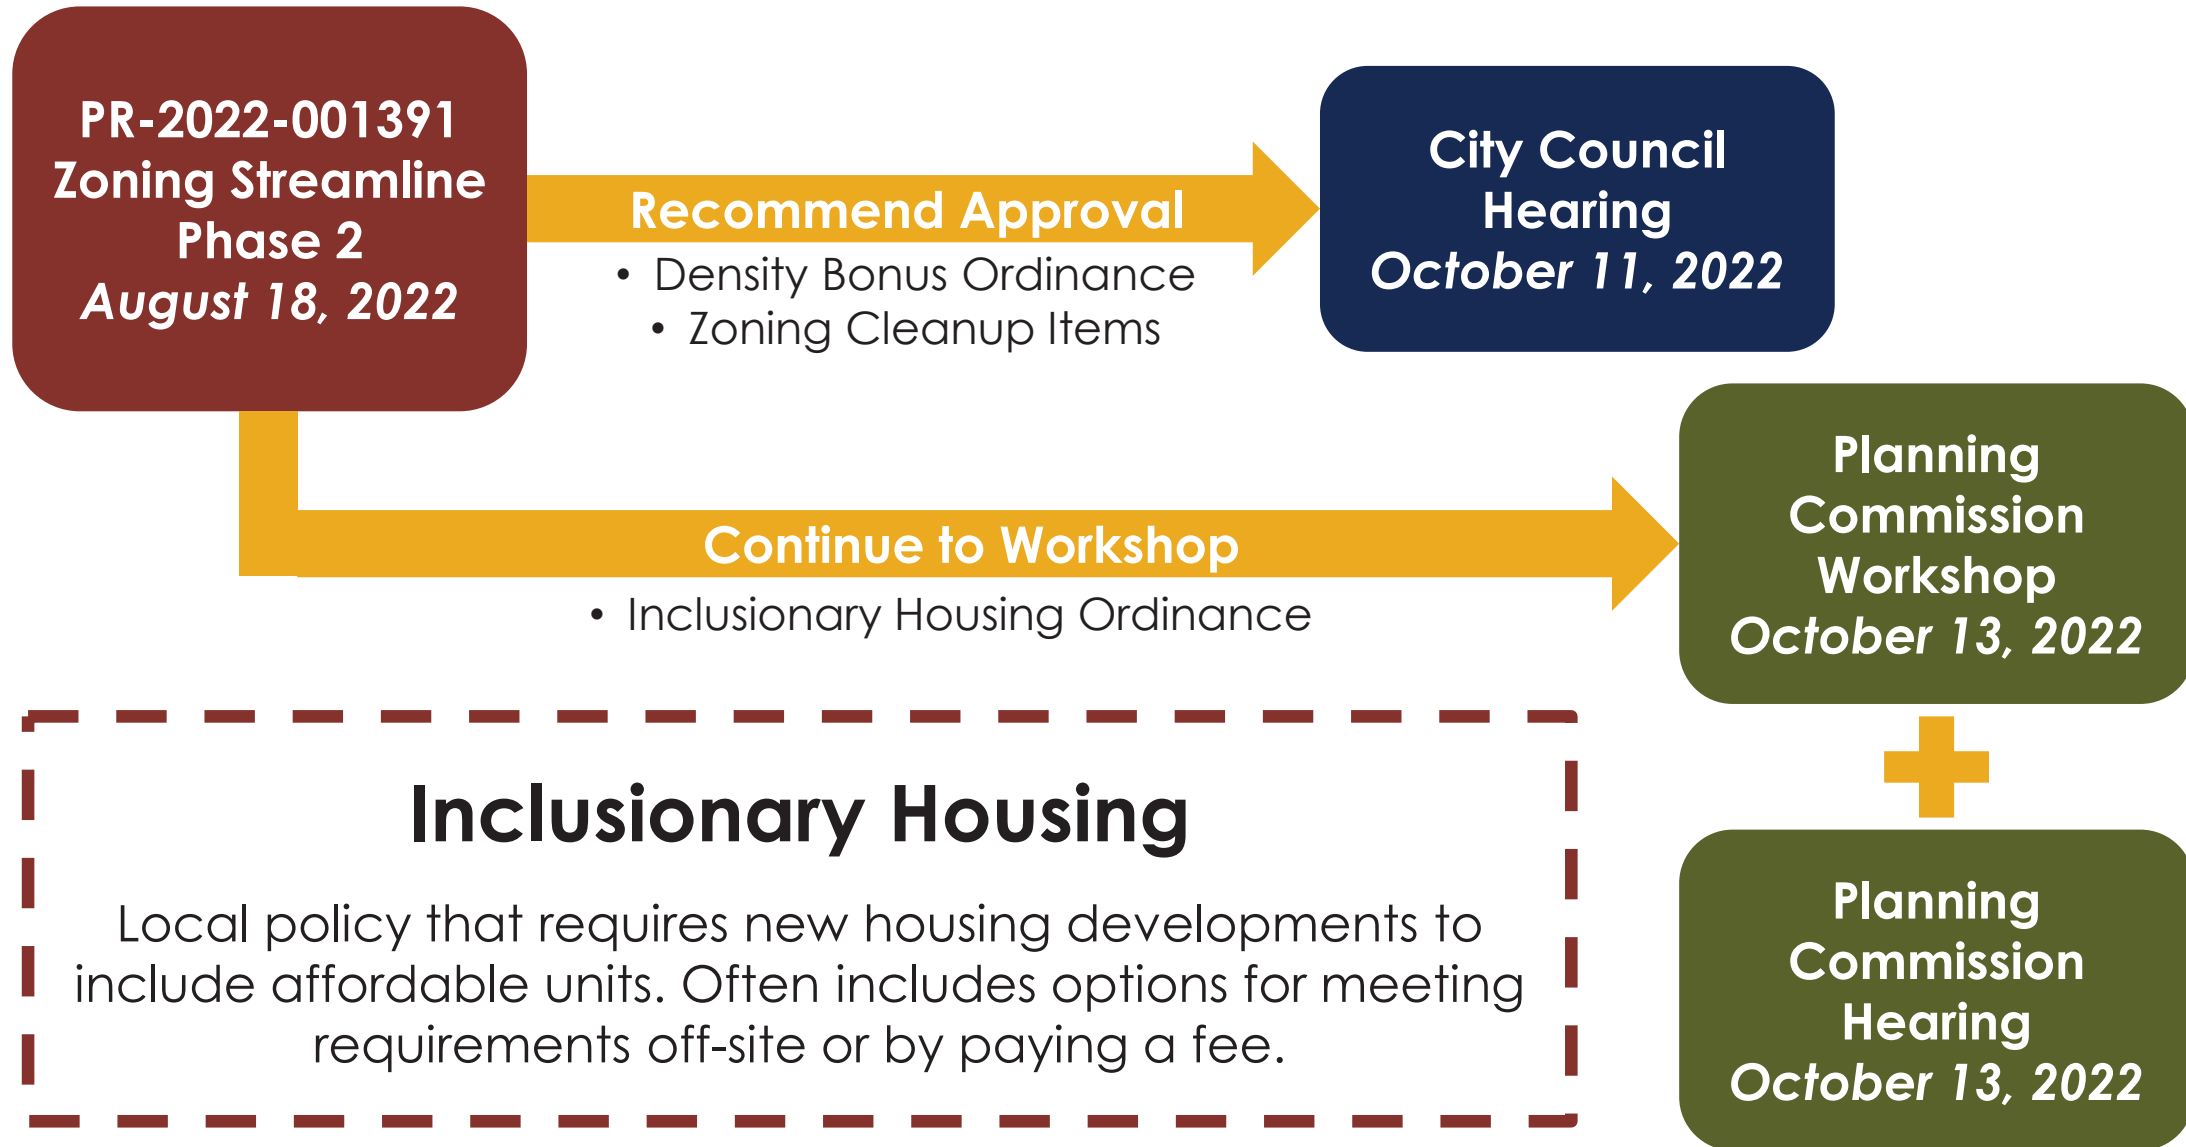 PR-2022-001391
Zoning Streamline
Phase 2
August 18, 2022
Recommend Approval
• Density Bonus Ordinance
• Zoning Cleanup Items
City Council
Hearing
October 11, 2022
Continue to Workshop
• Inclusionary Housing Ordinance
Planning
Commission
Workshop
October 13, 2022
Inclusionary Housing
Local policy that requires new housing developments to
include affordable units. Often includes options for meeting
requirements off-site or by paying a fee.
Planning
Commission
Hearing
October 13, 2022